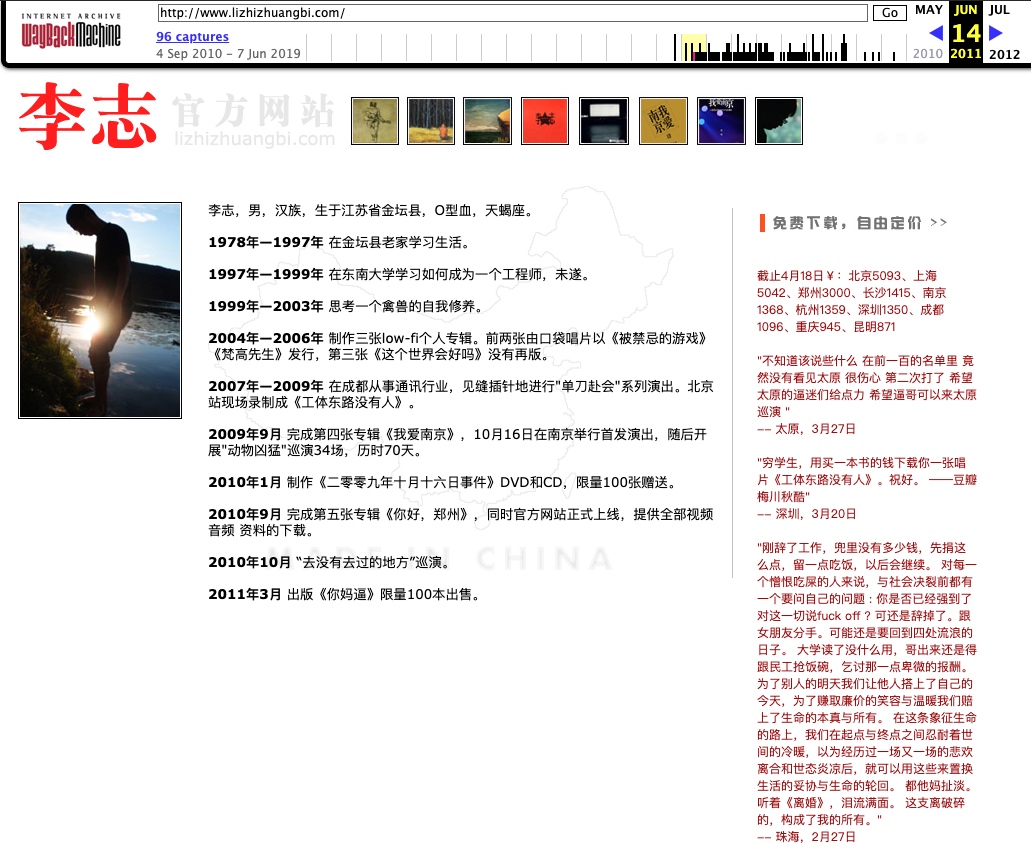 INTERNET ARCHIVE
WayBackMachine
http://www.lizhizhuangbi.com/
Go
96 captures
4 Sep 2010 - 7 Jun 2019
MAY JUN JUL
14
2010 2011 2012
李志
官方网站
lizhizhuangbi.com
南京
我爱
李志，男，汉族，生于江苏省金坛县，O型血，天蝎座。
1978年—1997年 在金坛县老家学习生活。
1997年—1999年 在东南大学学习如何成为一个工程师，未遂。
1999年—2003年 思考一个禽兽的自我修养。
2004年—2006年 制作三张low-fi个人专辑。前两张由口袋唱片以《被禁忌的游戏》
《梵高先生》发行，第三张《这个世界会好吗》没有再版。
2007年—2009年 在成都从事通讯行业，见缝插针地进行"单刀赴会"系列演出。北京
站现场录制成《工体东路没有人》。
2009年9月 完成第四张专辑《我爱南京》，10月16日在南京举行首发演出，随后开
展"动物凶猛"巡演34场，历时70天。
2010年1月 制作《二零零九年十月十六日事件》DVD和CD，限量100张赠送。
2010年9月 完成第五张专辑《你好，郑州》，同时官方网站正式上线，提供全部视频
音频 资料的下载。
2010年10月 “去没有去过的地方”巡演。
2011年3月 出版《你妈逼》限量100本出售。
MADE IN CHINA
免费下载，自由定价 >>
截止4月18日￥：北京5093、上海
5042、郑州3000、长沙1415、南京
1368、杭州1359、深圳1350、成都
1096、重庆945、昆明871
"不知道该说些什么 在前一百的名单里 竟
然没有看见太原 很伤心 第二次打了 希望
太原的逼迷们给点力 希望逼哥可以来太原
巡演 "
-- 太原，3月27日
"穷学生，用买一本书的钱下载你一张唱
片《工体东路没有人》。祝好。 ——豆瓣
梅川秋酷"
-- 深圳，3月20日
"刚辞了工作，兜里没有多少钱，先捐这
么点，留一点吃饭，以后会继续。 对每一
个憎恨吃屎的人来说，与社会决裂前都有
一个要问自己的问题：你是否已经强到了
对这一切说fuck off？可还是辞掉了。跟
女朋友分手。可能还是要回到四处流浪的
日子。 大学读了没什么用，哥出来还是得
跟民工抢饭碗，乞讨那一点卑微的报酬。
为了别人的明天我们让他人搭上了自己的
今天，为了赚取廉价的笑容与温暖我们赔
上了生命的本真与所有。 在这条象征生命
的路上，我们在起点与终点之间忍耐着世
间的冷暖，以为经历过一场又一场的悲欢
离合和世态炎凉后，就可以用这些来置换
生活的妥协与生命的轮回。 都他妈扯淡。
听着《离婚》，泪流满面。 这支离破碎
的，构成了我的所有。"
-- 珠海，2月27日